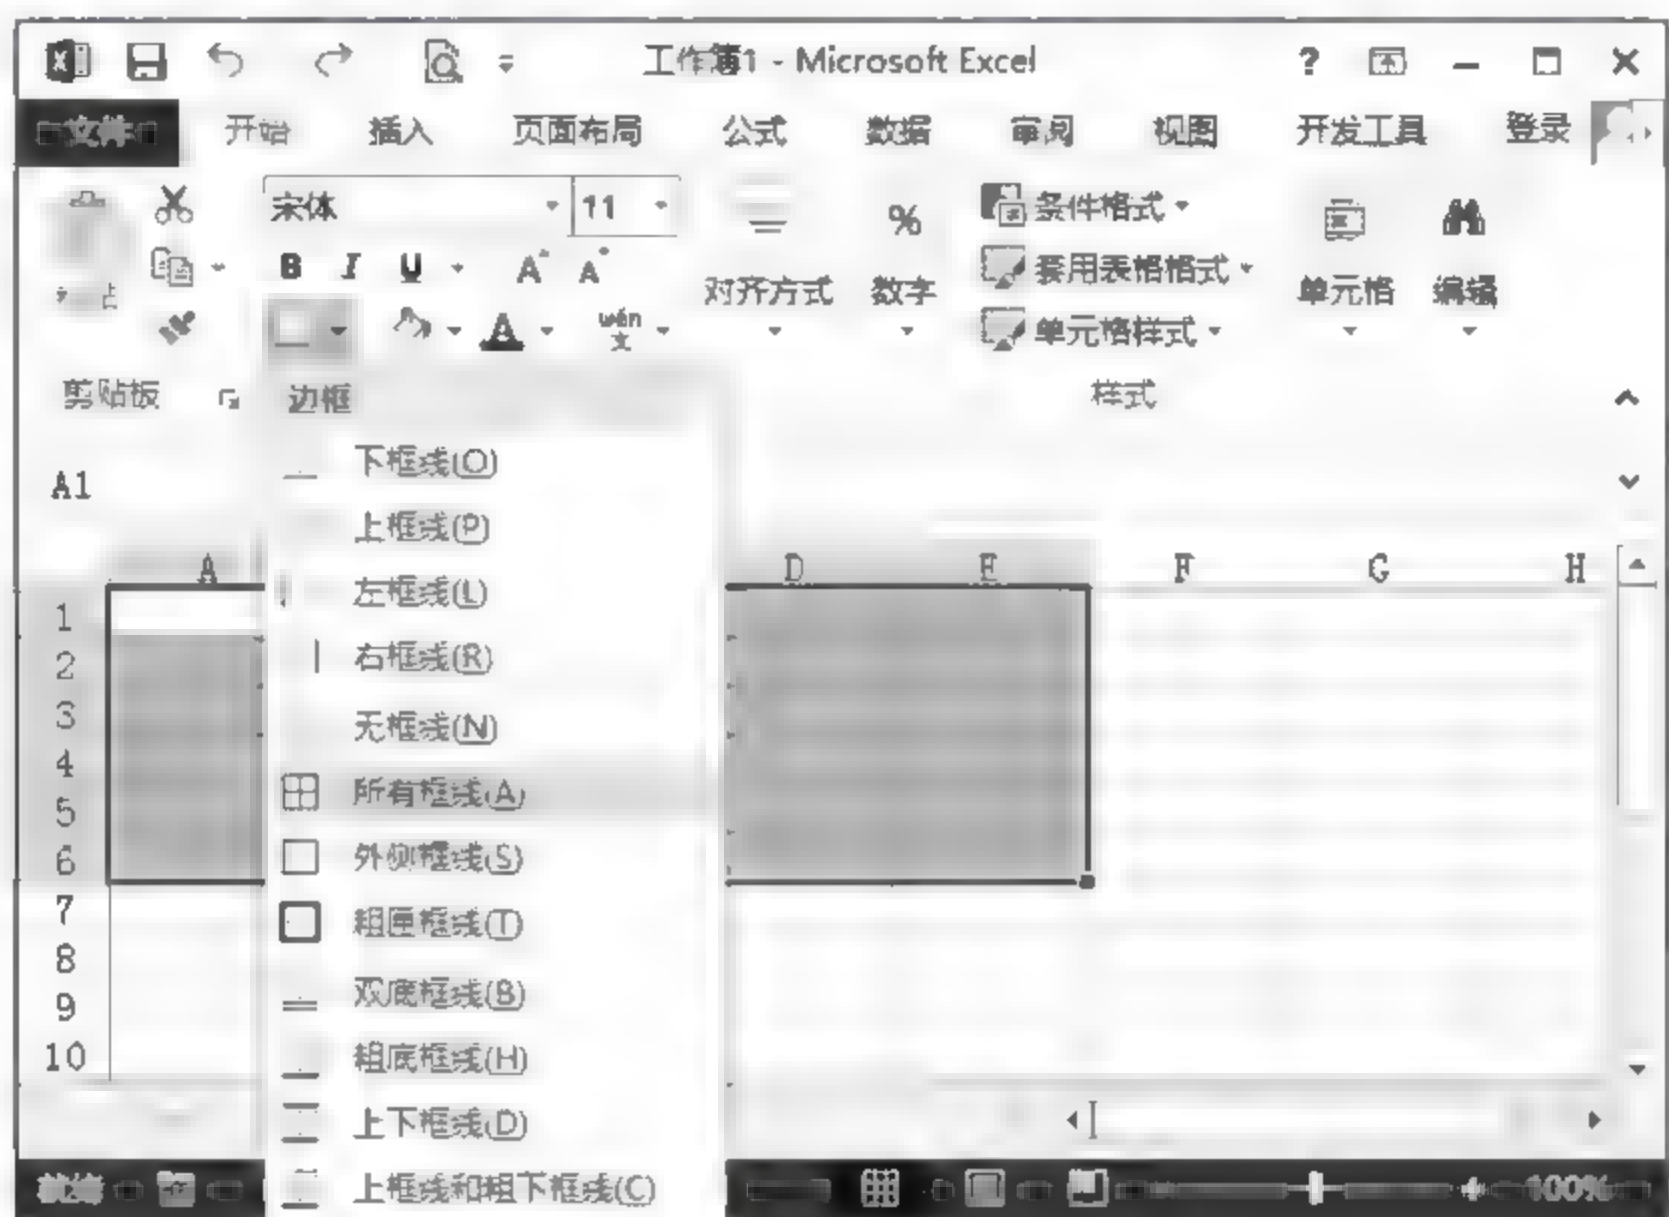 工作簿1 - Microsoft Excel ?
文件 开始 插入 页面布局 公式 数据 审阅 视图 开发工具 登录
宋体 11 % 条件格式
B I U A A 对齐方式 数字 套用表格格式 单元格 编辑
A wén 文 单元格样式
剪贴板 边框 样式
下框线(O)
A1
上框线(P)
A D E F G H
左框线(L)
1
右框线(R)
2
3
无框线(N)
4
所有框线(A)
5
外侧框线(S)
6
7
粗匣框线(T)
8
双底框线(B)
9
粗底框线(H)
10
上下框线(D)
就绪 上框线和粗下框线(C) 100%